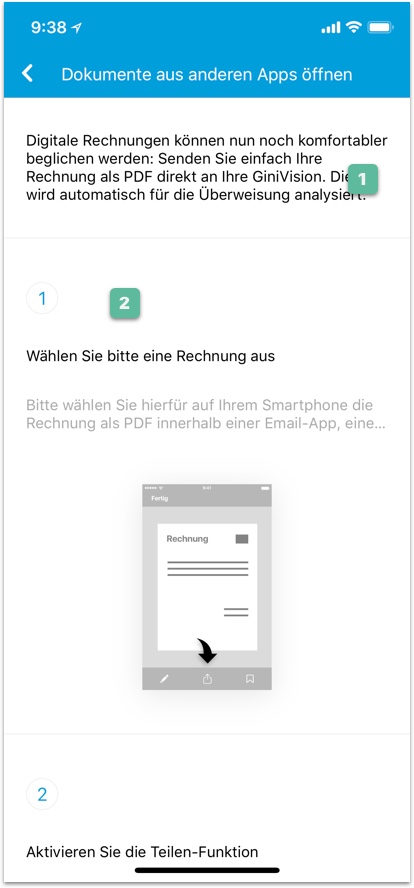 9:38
Dokumente aus anderen Apps öffnen
Digitale Rechnungen können nun noch komfortabler
beglichen werden: Senden Sie einfach Ihre
Rechnung als PDF direkt an Ihre GiniVision. Die
1
wird automatisch für die Überweisung analysiert.
1
2
Wählen Sie bitte eine Rechnung aus
Bitte wählen Sie hierfür auf Ihrem Smartphone die
Rechnung als PDF innerhalb einer Email-App, eine...
9:41
Fertig
Rechnung
2
Aktivieren Sie die Teilen-Funktion